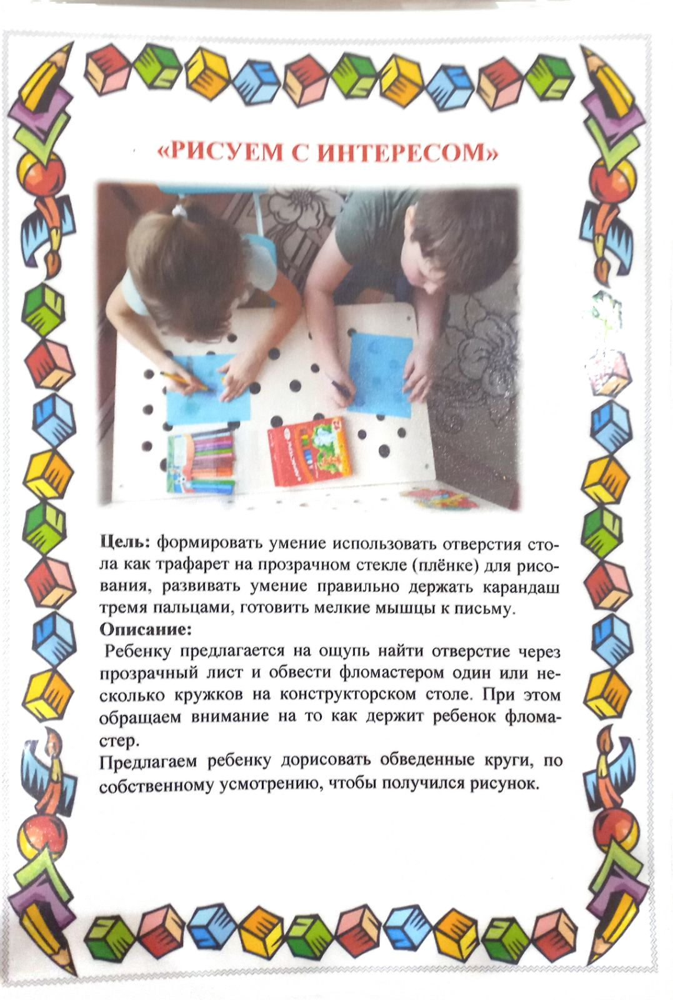 «РИСУЕМ С ИНТЕРЕСОМ»
Цель: формировать умение использовать отверстия сто-
ла как трафарет на прозрачном стекле (плёнке) для рисо-
вания, развивать умение правильно держать карандаш
тремя пальцами, готовить мелкие мышцы к письму.
Описание:
Ребенку предлагается на ощупь найти отверстие через
прозрачный лист и обвести фломастером один или не-
сколько кружков на конструкторском столе. При этом
обращаем внимание на то как держит ребенок флома-
стер.
Предлагаем ребенку дорисовать обведенные круги, по
собственному усмотрению, чтобы получился рисунок.